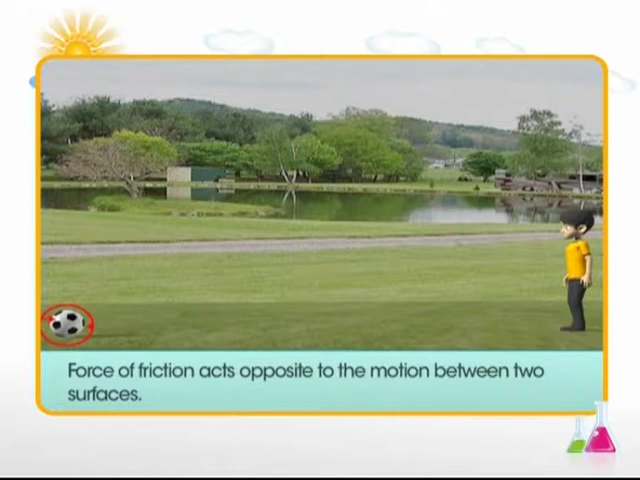 Force of friction acts opposite to the motion between two
surfaces.